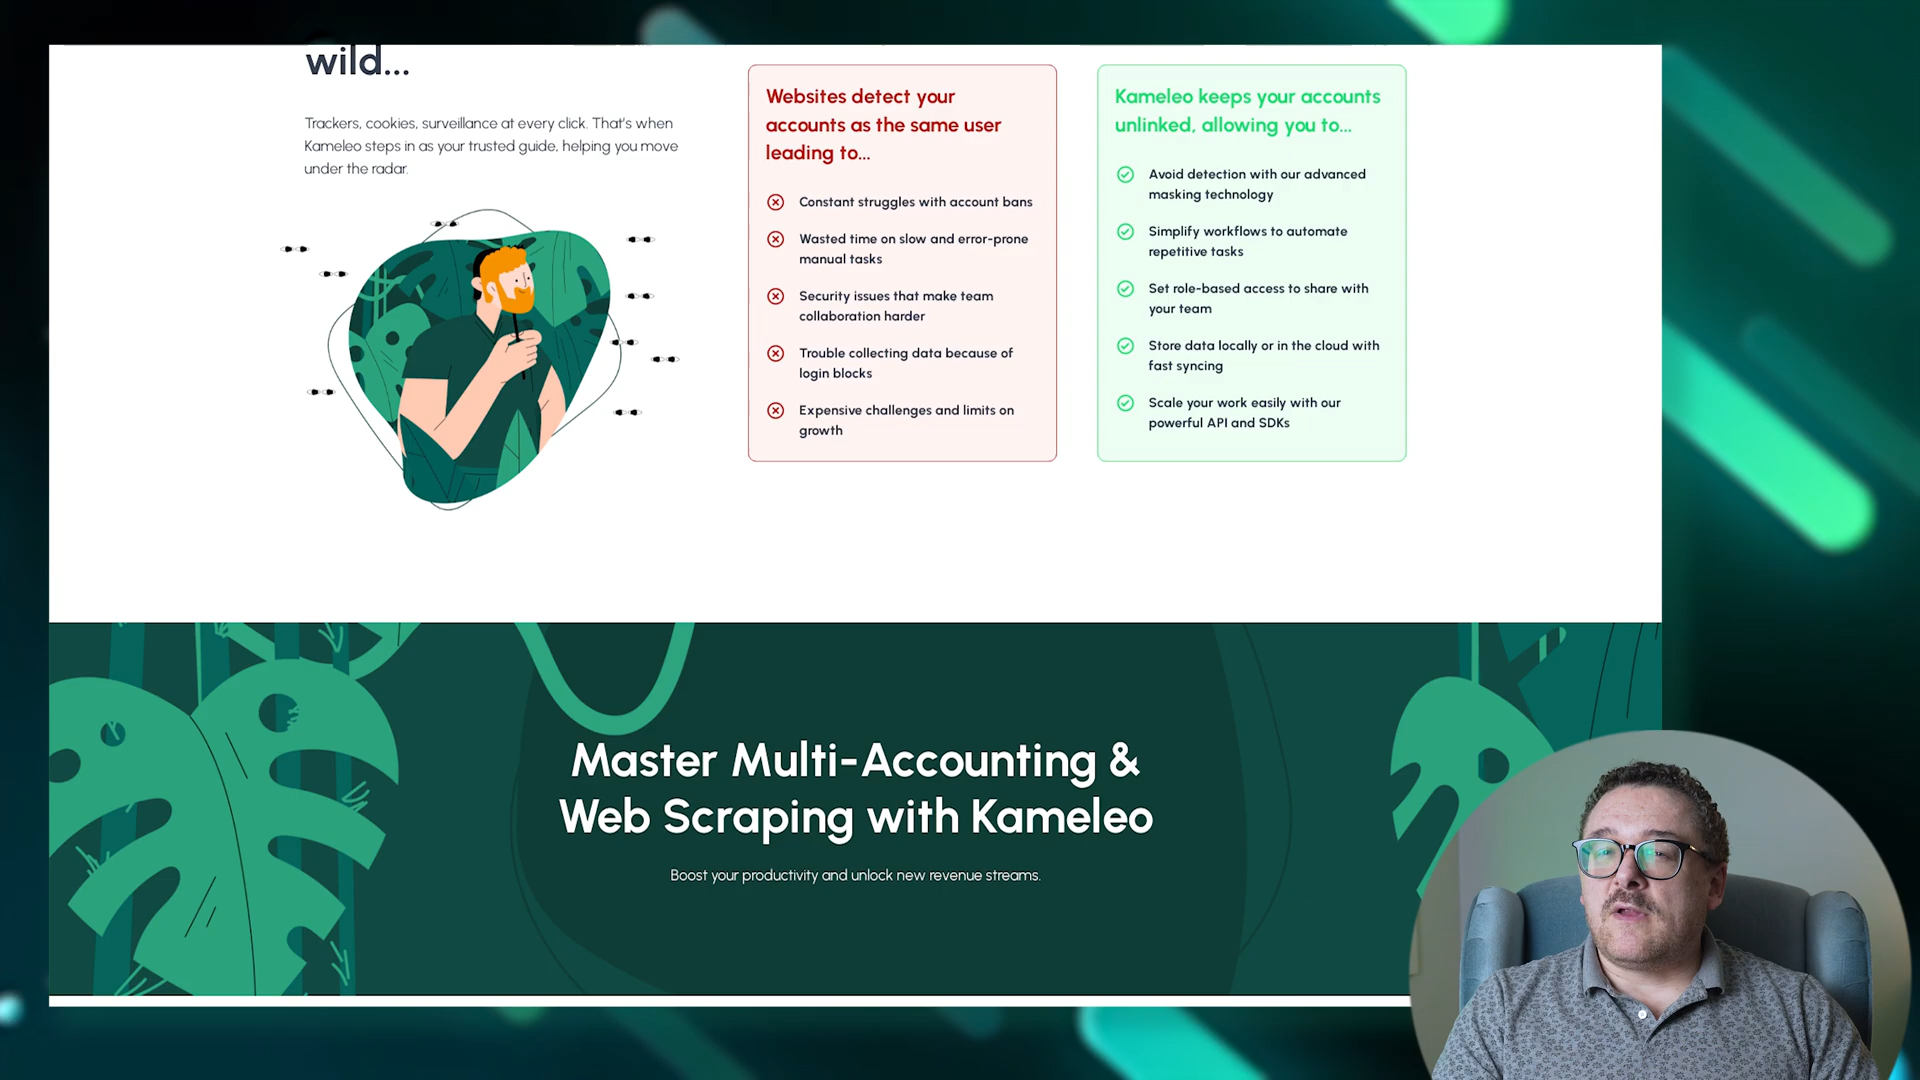 wild...
Trackers, cookies, surveillance at every click. That's when
Kameleo steps in as your trusted guide, helping you move
under the radar.
Websites detect your
accounts as the same user
leading to...
Constant struggles with account bans
Wasted time on slow and error-prone
manual tasks
Security issues that make team
collaboration harder
Trouble collecting data because of
login blocks
Expensive challenges and limits on
growth
Kameleo keeps your accounts
unlinked, allowing you to...
Avoid detection with our advanced
masking technology
Simplify workflows to automate
repetitive tasks
Set role-based access to share with
your team
Store data locally or in the cloud with
fast syncing
Scale your work easily with our
powerful API and SDKs
Master Multi-Accounting &
Web Scraping with Kameleo
Boost your productivity and unlock new revenue streams.